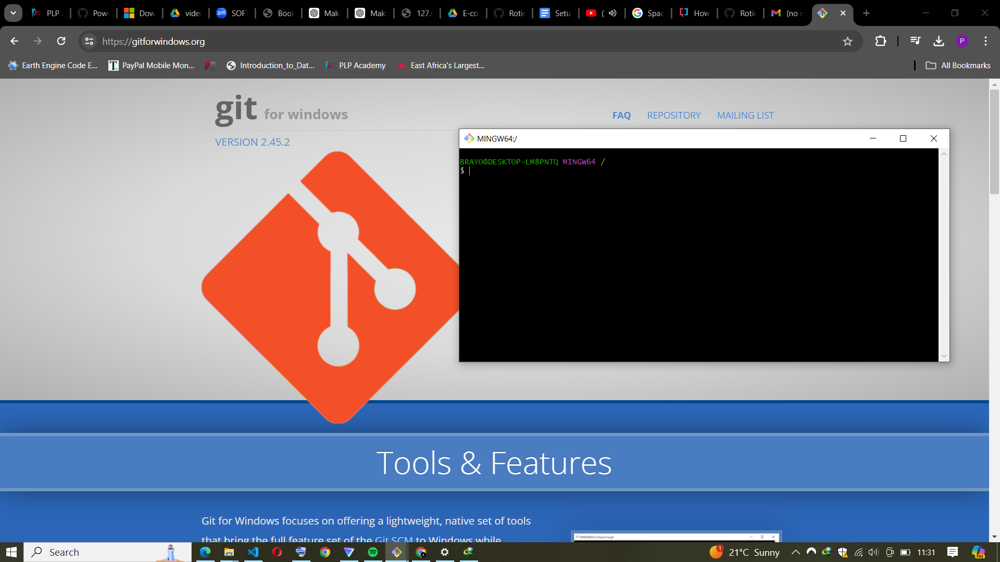 PLP
Pow
Dow
vide
SOF
Book
Mak
Mak
127.
E-co
Rotic
Setu
(
Spac
How
Rotic
(no s
https://gitforwindows.org
P
Earth Engine Code E...
PayPal Mobile Mon...
Introduction_to_Dat...
PLP Academy
East Africa's Largest...
All Bookmarks
git for windows
FAQ
REPOSITORY
MAILING LIST
VERSION 2.45.2
MINGW64:/
BRAYO@DESKTOP-LM8PNTQ MINGW64 /
$
Tools & Features
Git for Windows focuses on offering a lightweight, native set of tools
that bring the full feature set of the Git SCM to Windows while
Search
1
21°C Sunny
11:31
PRE